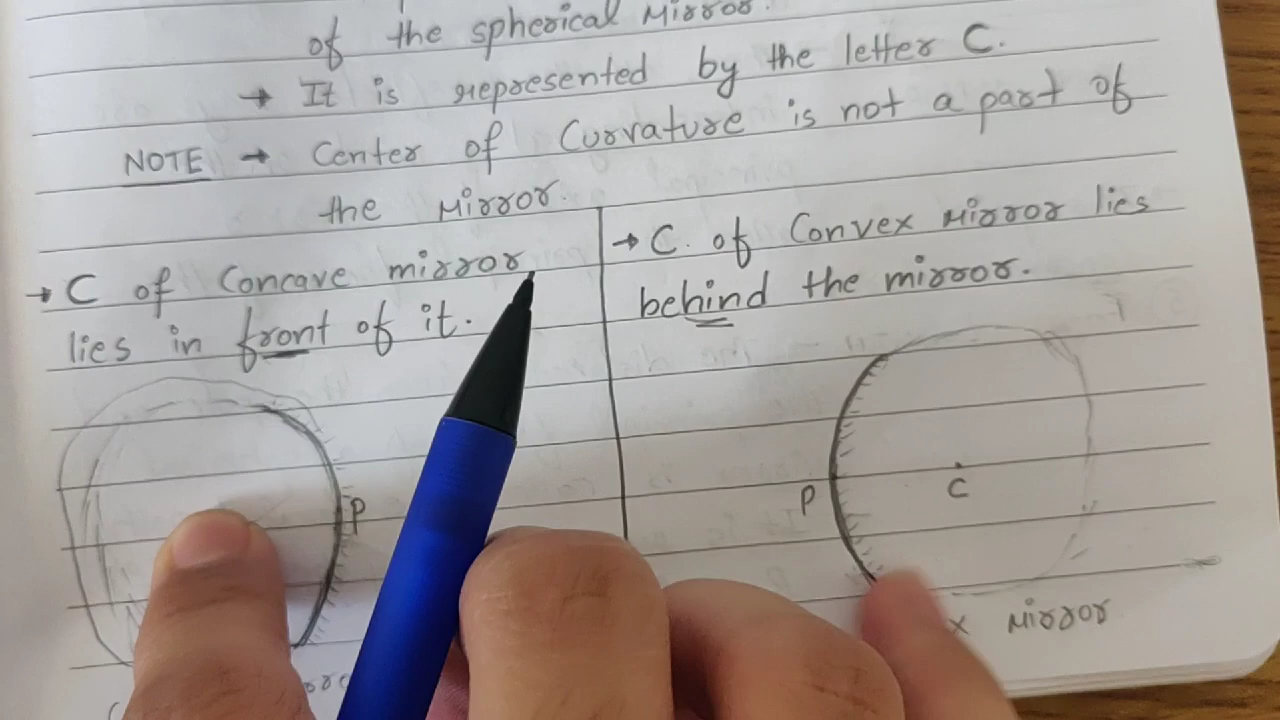 of the spherical Mirror.
→ It is represented by the letter C.
NOTE → Center of Curvature is not a part of
the Mirror.
→ C of Concave mirror
lies in front of it.
→ C. of Convex Mirror lies
behind the mirror.
P
P
C
x Mirror